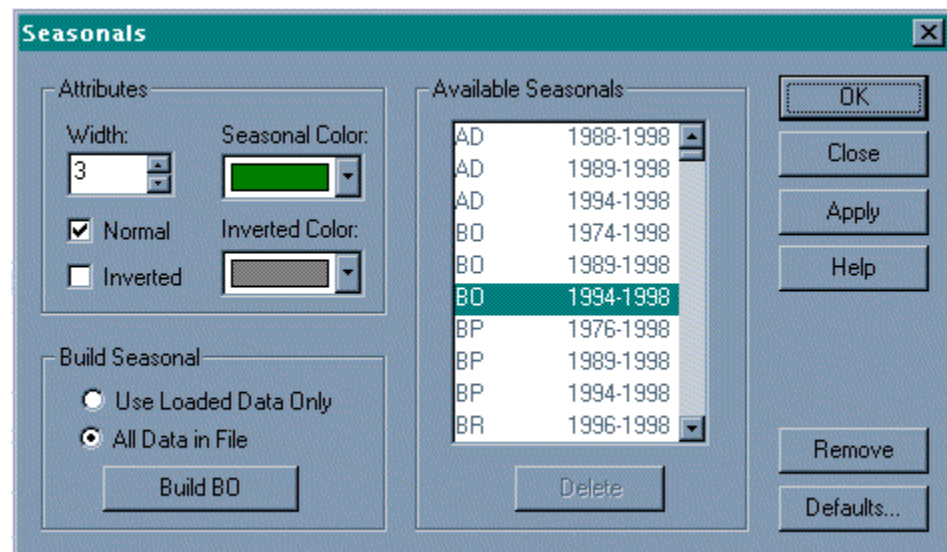 Seasonals
Attributes
Width:
Seasonal Color:
3
Normal
Inverted Color:
Inverted
Build Seasonal
Use Loaded Data Only
All Data in File
Build BO
Available Seasonals
AD 1988-1998
AD 1989-1998
AD 1994-1998
BO 1974-1998
BO 1989-1998
BO 1994-1998
BP 1976-1998
BP 1989-1998
BP 1994-1998
BR 1996-1998
Delete
OK
Close
Apply
Help
Remove
Defaults...